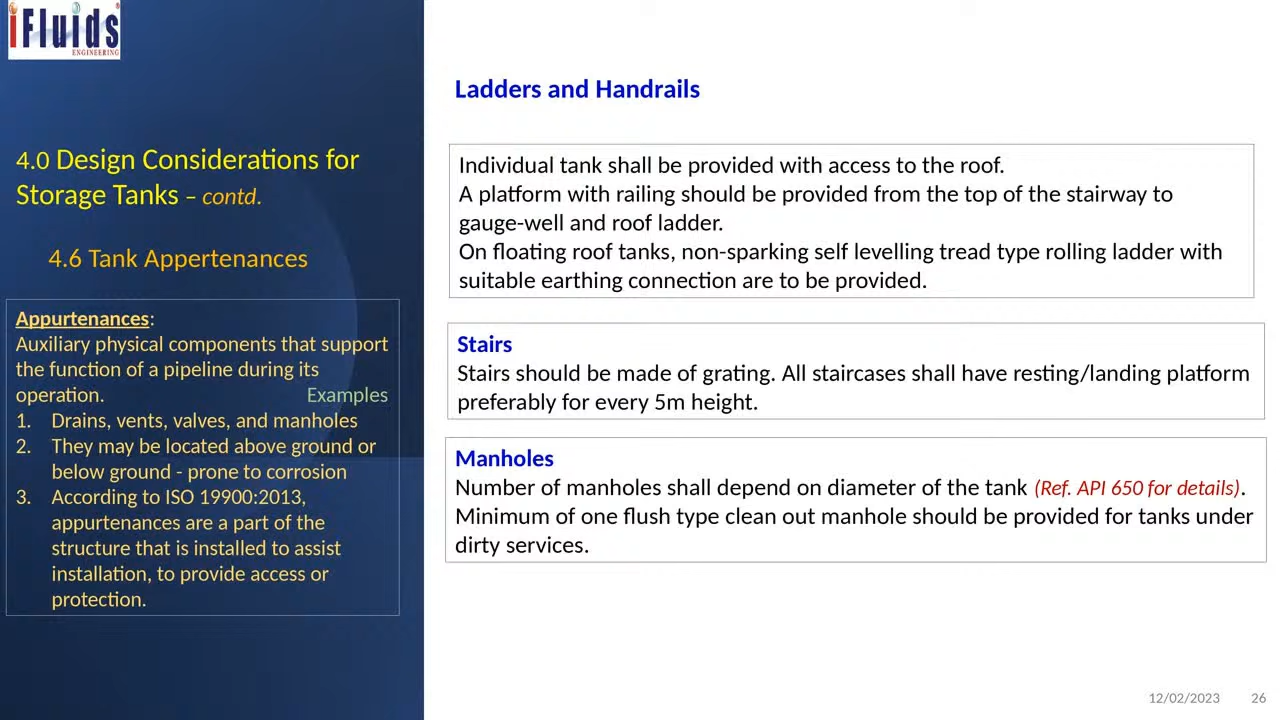 iFluids
ENGINEERING
4.0 Design Considerations for
Storage Tanks – contd.
4.6 Tank Appertenances
Appurtenances:
Auxiliary physical components that support
the function of a pipeline during its
operation. Examples
1. Drains, vents, valves, and manholes
2. They may be located above ground or
below ground - prone to corrosion
3. According to ISO 19900:2013,
appurtenances are a part of the
structure that is installed to assist
installation, to provide access or
protection.
Ladders and Handrails
Individual tank shall be provided with access to the roof.
A platform with railing should be provided from the top of the stairway to
gauge-well and roof ladder.
On floating roof tanks, non-sparking self levelling tread type rolling ladder with
suitable earthing connection are to be provided.
Stairs
Stairs should be made of grating. All staircases shall have resting/landing platform
preferably for every 5m height.
Manholes
Number of manholes shall depend on diameter of the tank (Ref. API 650 for details).
Minimum of one flush type clean out manhole should be provided for tanks under
dirty services.
12/02/2023 26